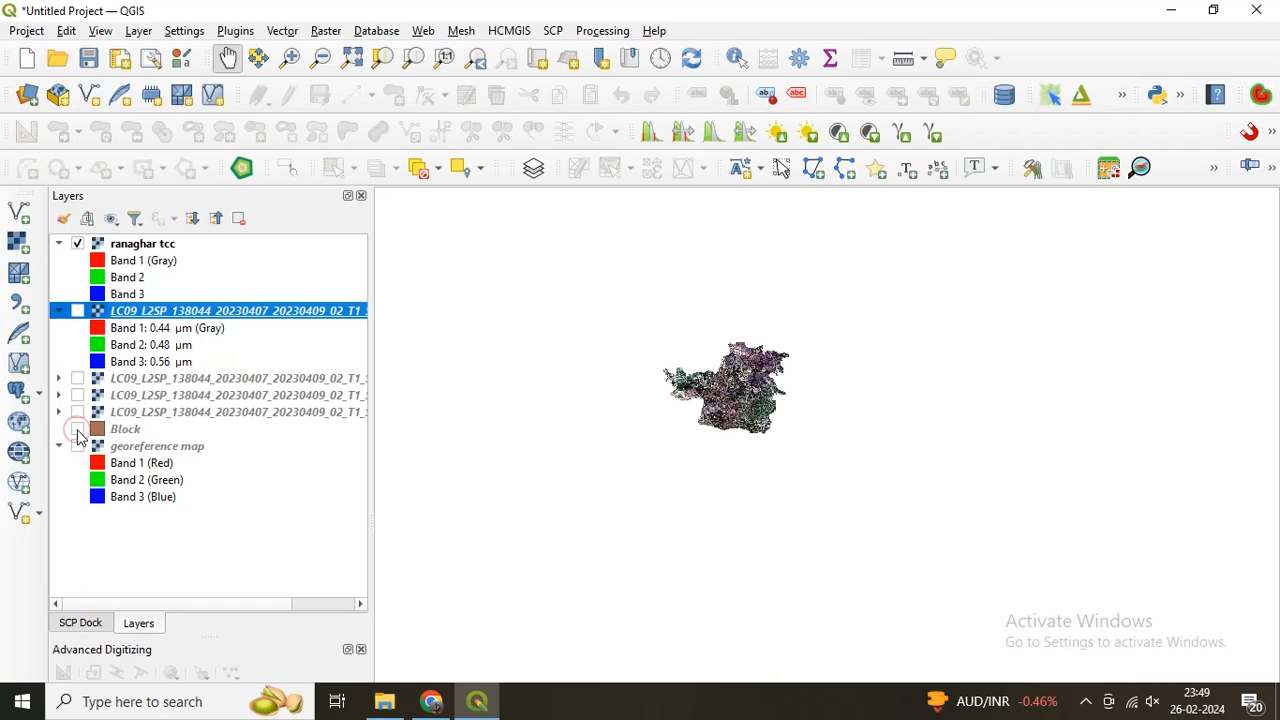 *Untitled Project — QGIS
Project Edit View Layer Settings Plugins Vector Raster Database Web Mesh HCMGIS SCP Processing Help
Layers
ranaghar tcc
Band 1 (Gray)
Band 2
Band 3
LC09_L2SP_138044_20230407_20230409_02_T1_
Band 1: 0.44 µm (Gray)
Band 2: 0.48 µm
Band 3: 0.56 µm
LC09_L2SP_138044_20230407_20230409_02_T1_
LC09_L2SP_138044_20230407_20230409_02_T1_
LC09_L2SP_138044_20230407_20230409_02_T1_
Block
georeference map
Band 1 (Red)
Band 2 (Green)
Band 3 (Blue)
SCP Dock Layers
Advanced Digitizing
Activate Windows
Go to Settings to activate Windows.
Type here to search
AUD/INR -0.46%
23:49
26-02-2024
20